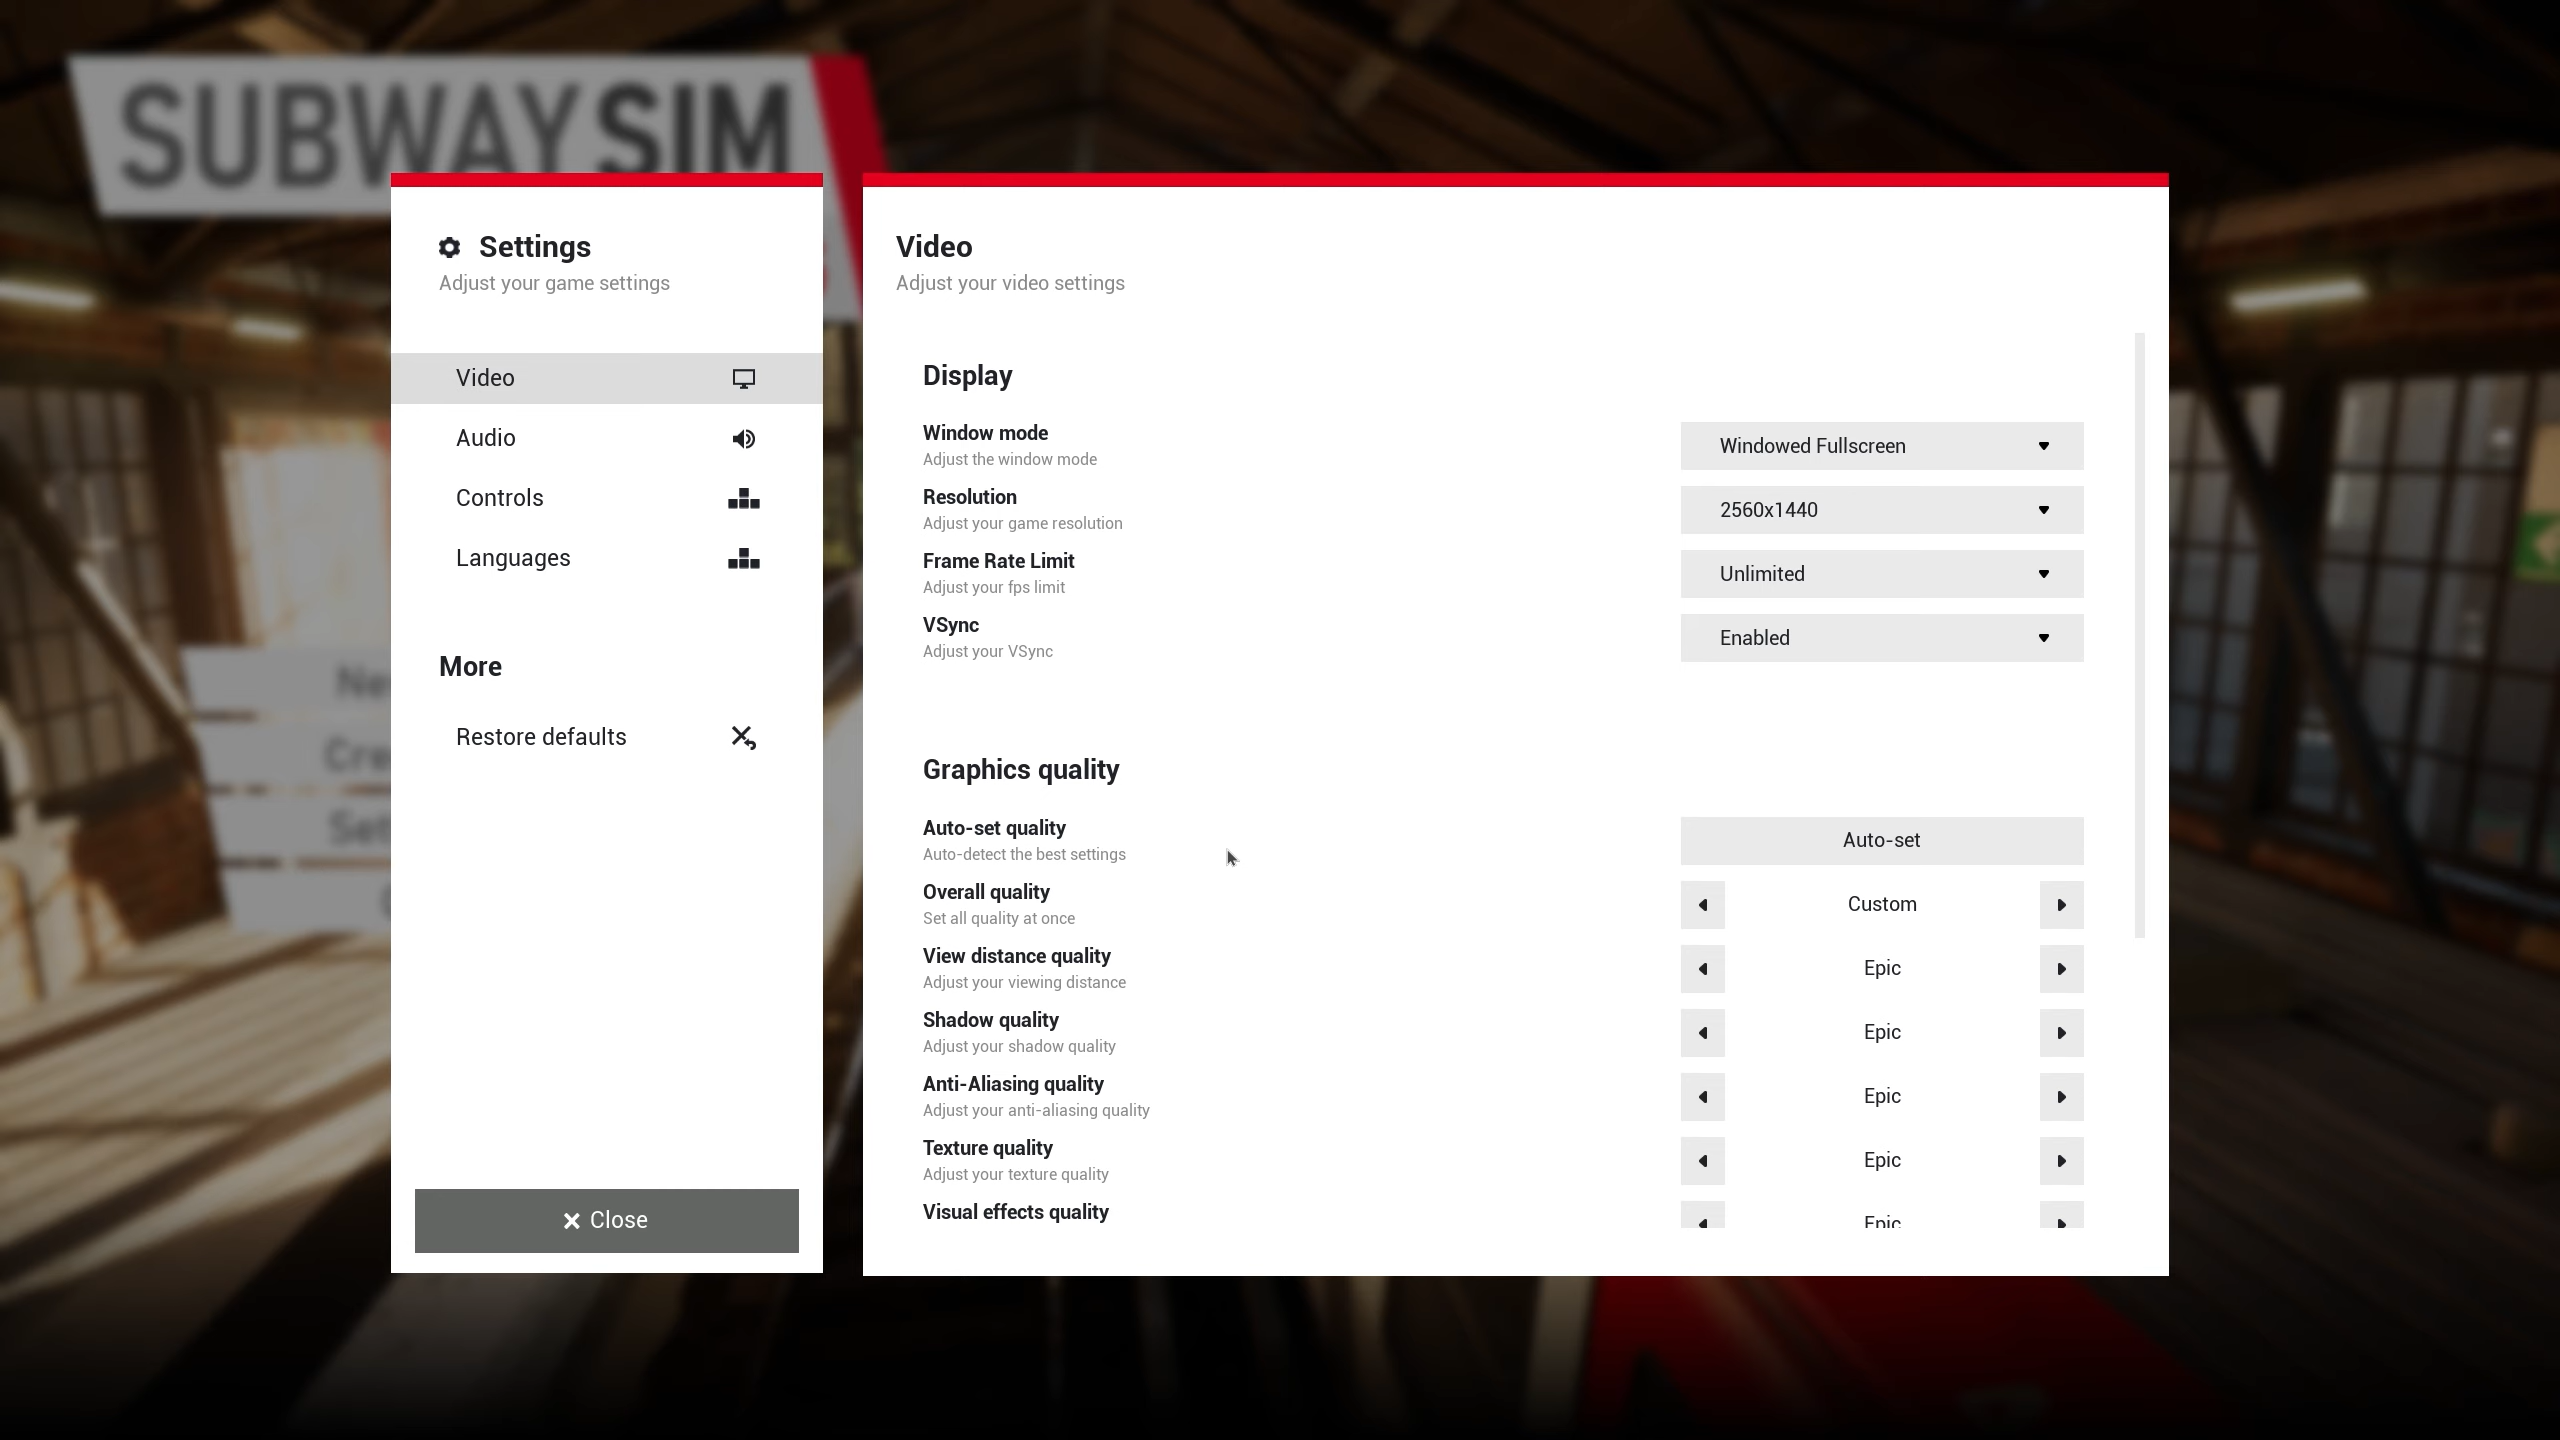 SUBWAYSIM
Settings
Adjust your game settings
Video
Audio
Controls
Languages
More
Restore defaults
Close
Video
Adjust your video settings
Display
Window mode
Adjust the window mode
Windowed Fullscreen
Resolution
Adjust your game resolution
2560x1440
Frame Rate Limit
Adjust your fps limit
Unlimited
VSync
Adjust your VSync
Enabled
Graphics quality
Auto-set quality
Auto-detect the best settings
Auto-set
Overall quality
Set all quality at once
Custom
View distance quality
Adjust your viewing distance
Epic
Shadow quality
Adjust your shadow quality
Epic
Anti-Aliasing quality
Adjust your anti-aliasing quality
Epic
Texture quality
Adjust your texture quality
Epic
Visual effects quality
Epic